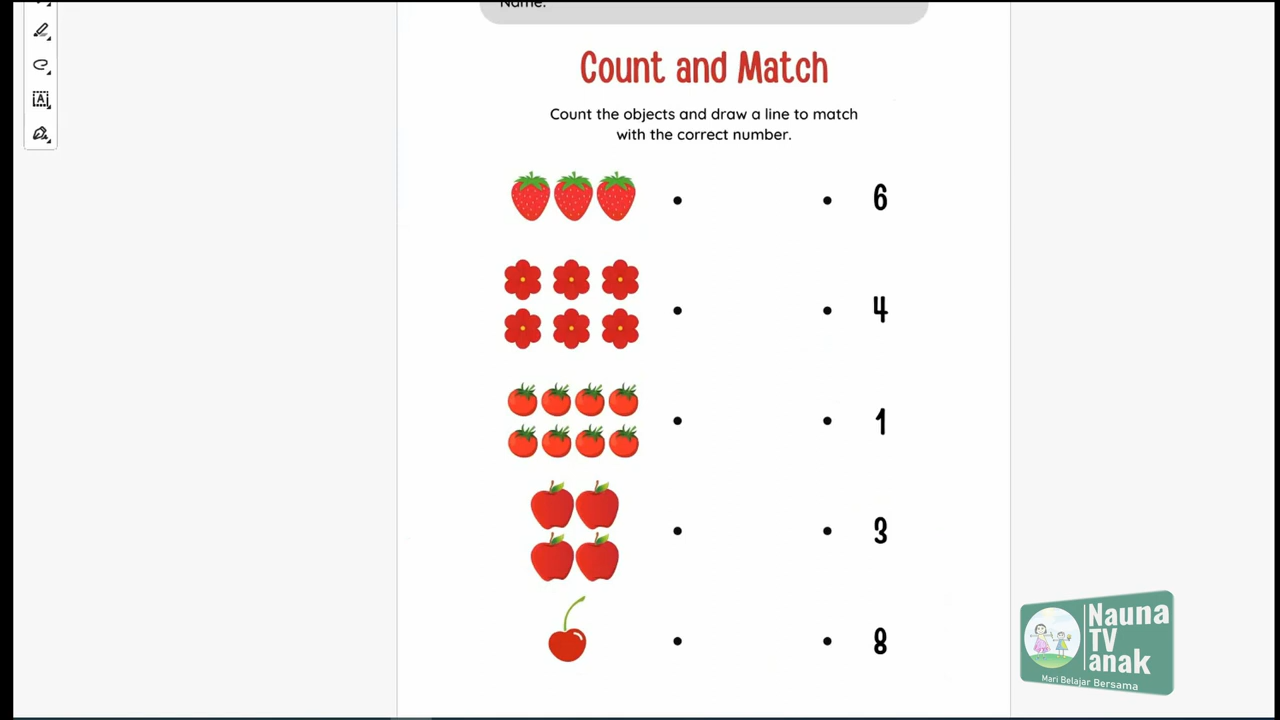 Name:
Count and Match
Count the objects and draw a line to match
with the correct number.
6
4
1
3
8
Nauna
TV
anak
Mari Belajar Bersama